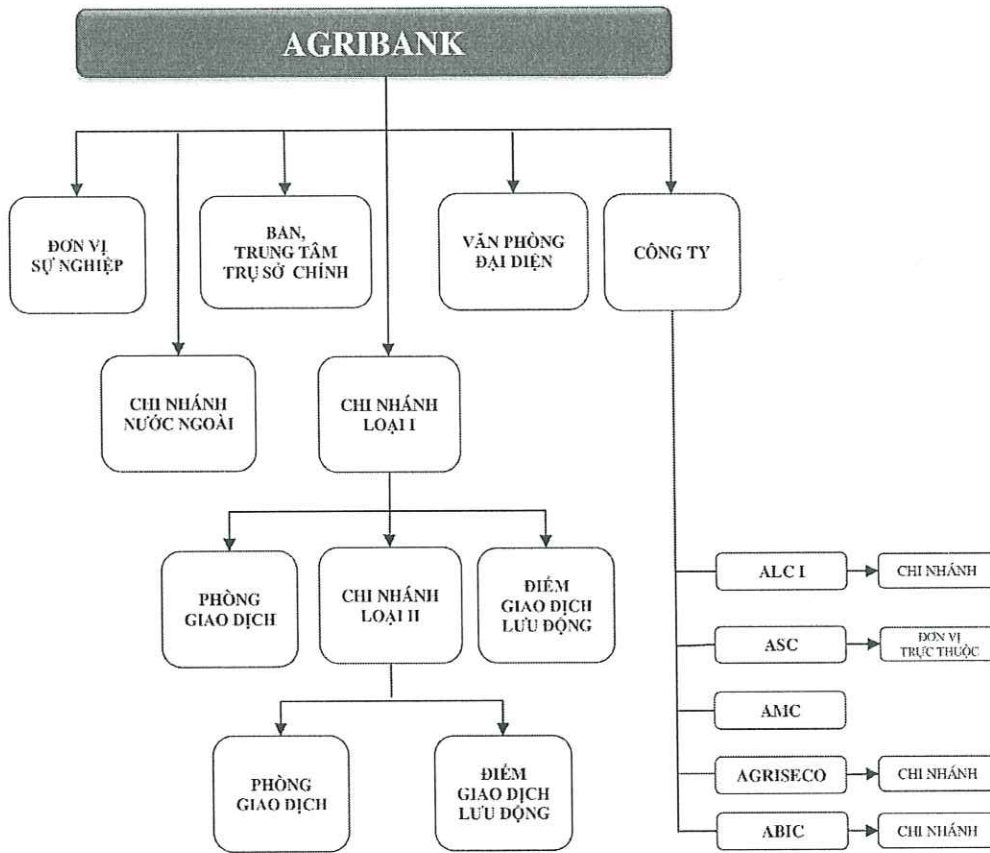 AGRIBANK
ĐƠN VỊ
SỰ NGHIỆP
BAN,
TRUNG TÂM
TRỤ SỞ CHÍNH
VĂN PHÒNG
ĐẠI DIỆN
CÔNG TY
CHI NHÁNH
NƯỚC NGOÀI
CHI NHÁNH
LOẠI I
PHÒNG
GIAO DỊCH
CHI NHÁNH
LOẠI II
ĐIỂM
GIAO DỊCH
LƯU ĐỘNG
PHÒNG
GIAO DỊCH
ĐIỂM
GIAO DỊCH
LƯU ĐỘNG
ALC I
CHI NHÁNH
ASC
ĐƠN VỊ
TRỰC THUỘC
AMC
AGRISECO
CHI NHÁNH
ABIC
CHI NHÁNH